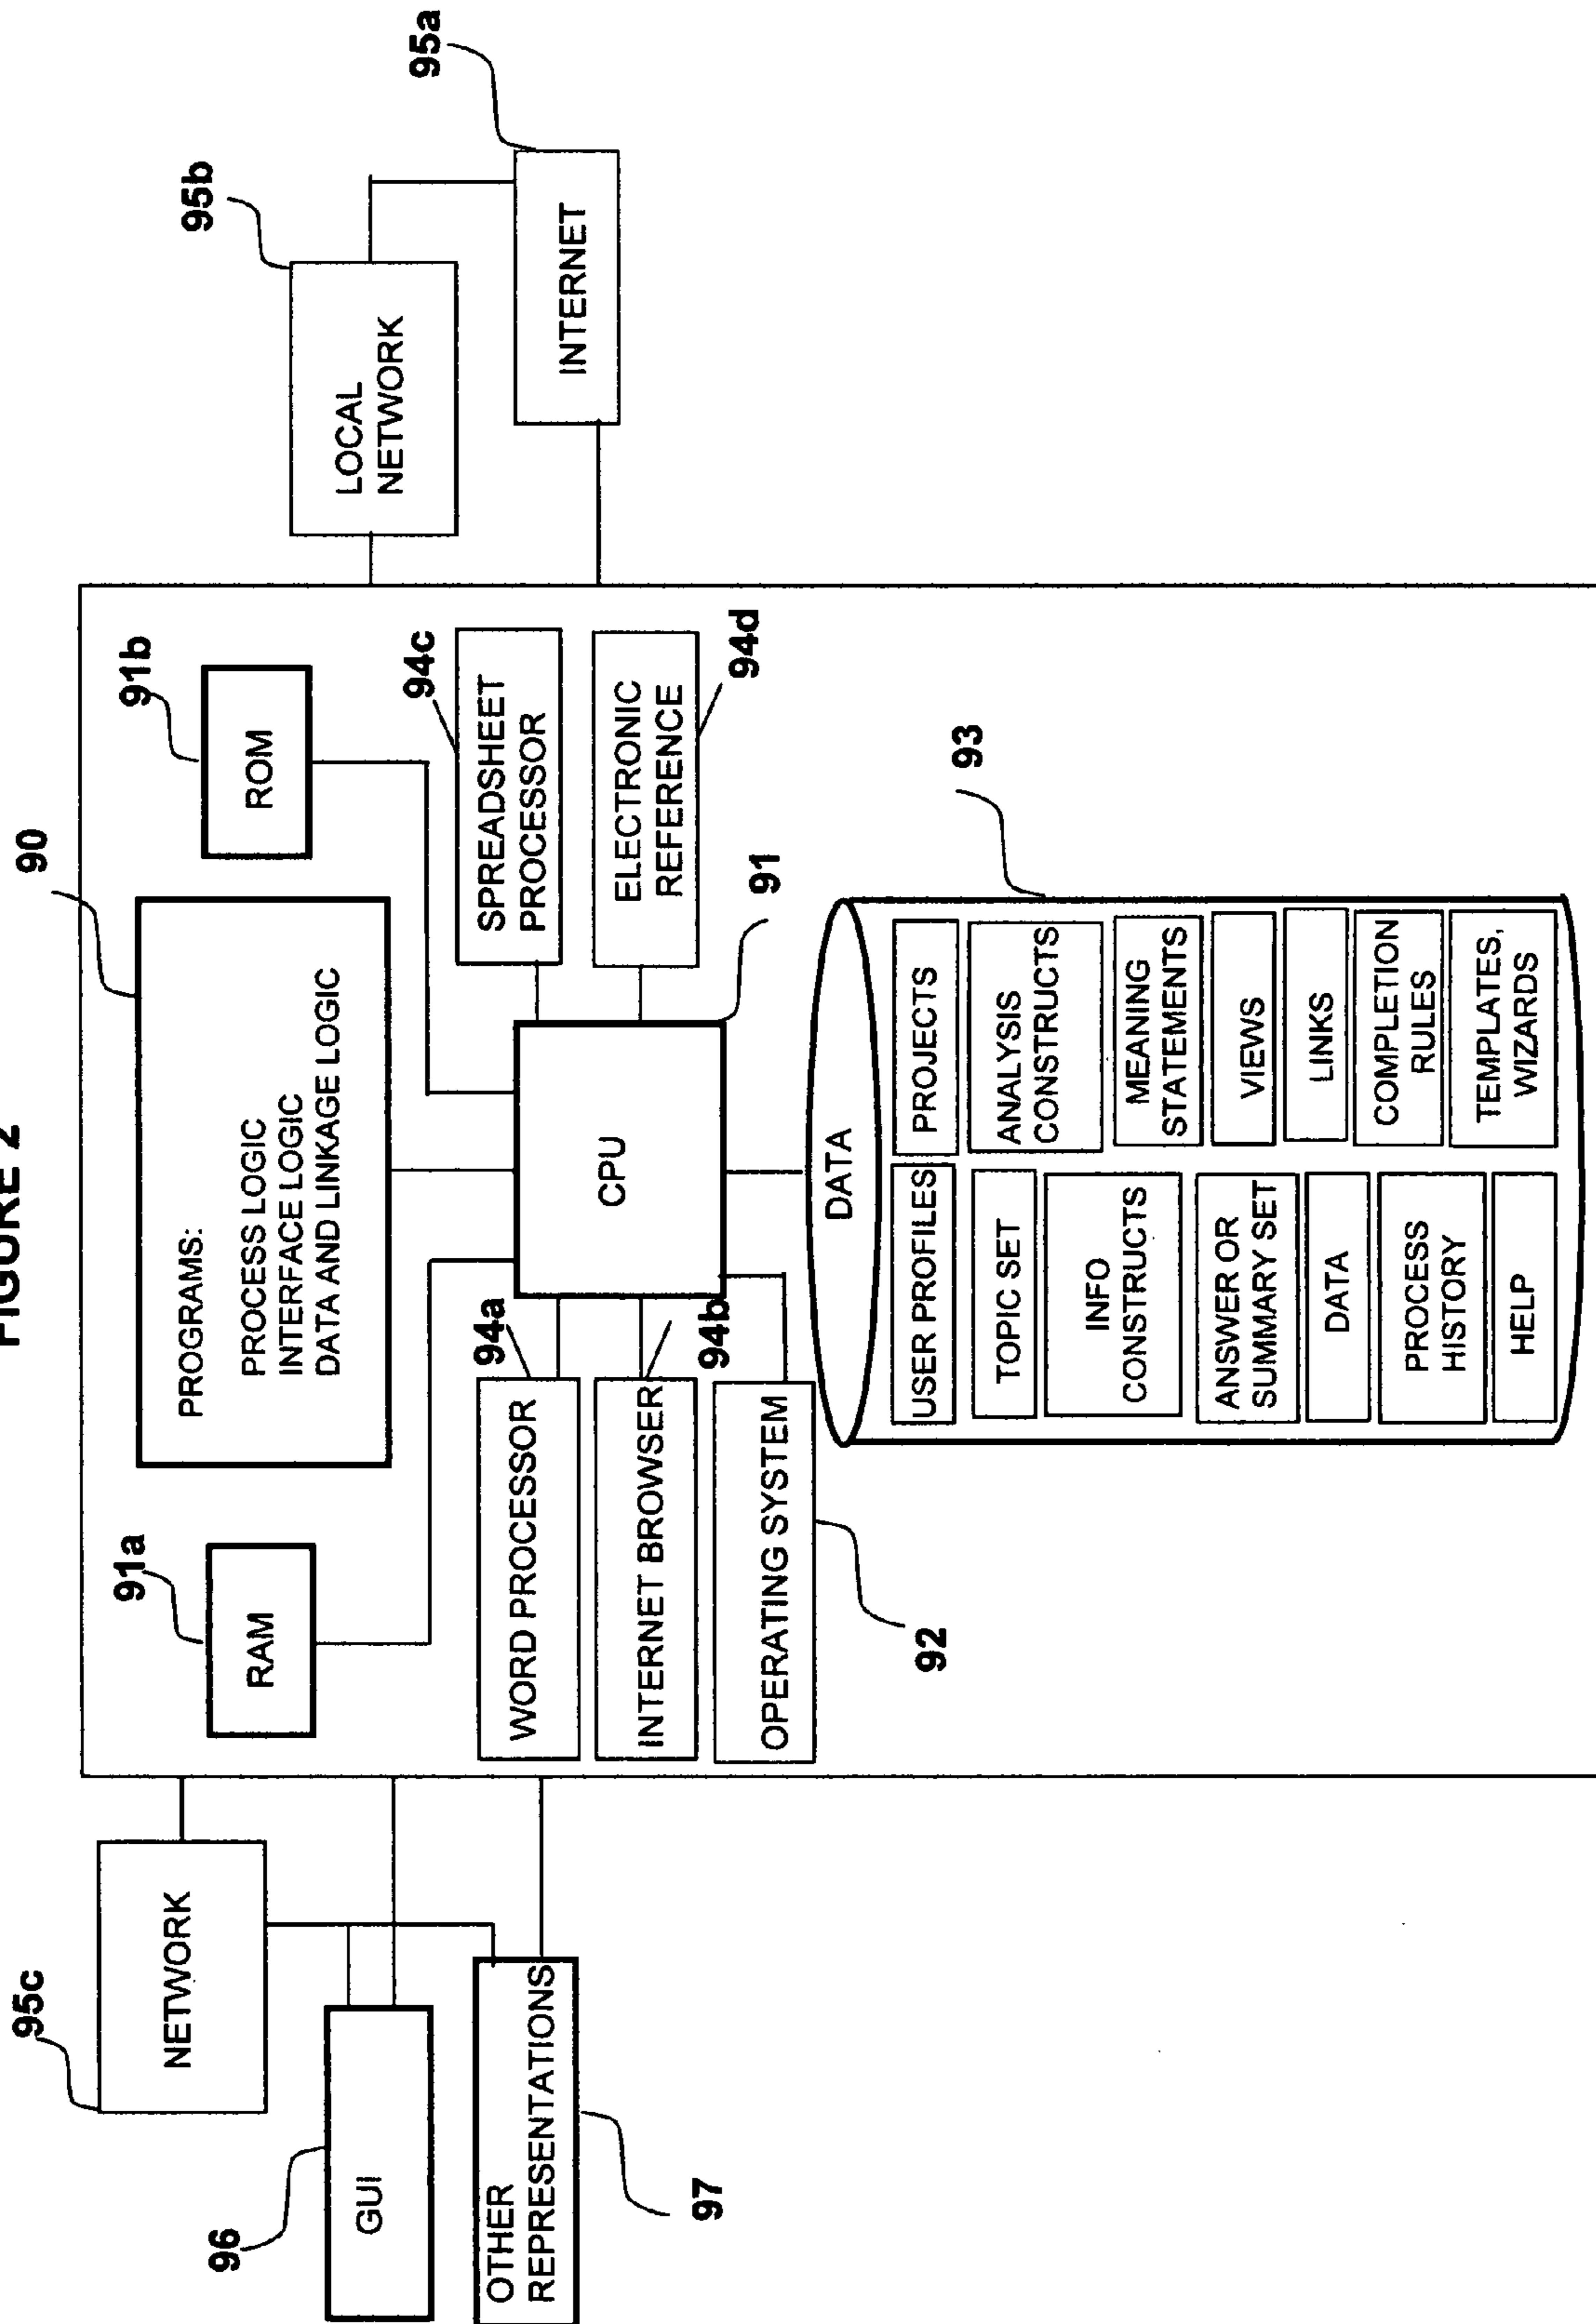 FIGURE 2
95c
NETWORK
96
GUI
OTHER
REPRESENTATIONS
97
90
91a
RAM
PROGRAMS:
PROCESS LOGIC
INTERFACE LOGIC
DATA AND LINKAGE LOGIC
91b
ROM
94a
WORD PROCESSOR
INTERNET BROWSER
94b
OPERATING SYSTEM
92
CPU
91
94c
SPREADSHEET
PROCESSOR
ELECTRONIC
REFERENCE
94d
DATA
93
USER PROFILES
PROJECTS
TOPIC SET
ANALYSIS
CONSTRUCTS
INFO
CONSTRUCTS
MEANING
STATEMENTS
ANSWER OR
SUMMARY SET
VIEWS
DATA
LINKS
PROCESS
HISTORY
COMPLETION
RULES
HELP
TEMPLATES,
WIZARDS
95b
LOCAL
NETWORK
95a
INTERNET